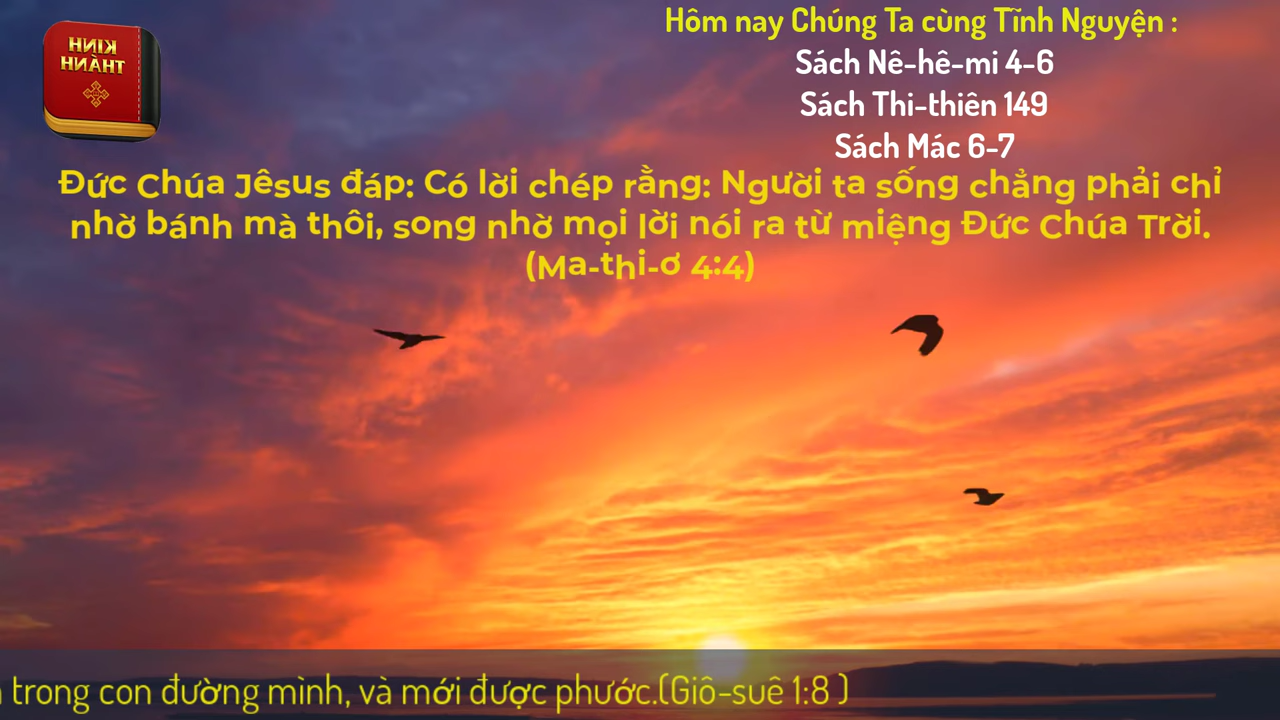 KINH
THÁNH
Hôm nay Chúng Ta cùng Tĩnh Nguyện :
Sách Nê-hê-mi 4-6
Sách Thi-thiên 149
Sách Mác 6-7
Đức Chúa Jêsus đáp: Có lời chép rằng: Người ta sống chẳng phải chỉ
nhờ bánh mà thôi, song nhờ mọi lời nói ra từ miệng Đức Chúa Trời.
(Ma-thi-ơ 4:4)
trong con đường mình, và mới được phước.(Giô-suê 1:8 )